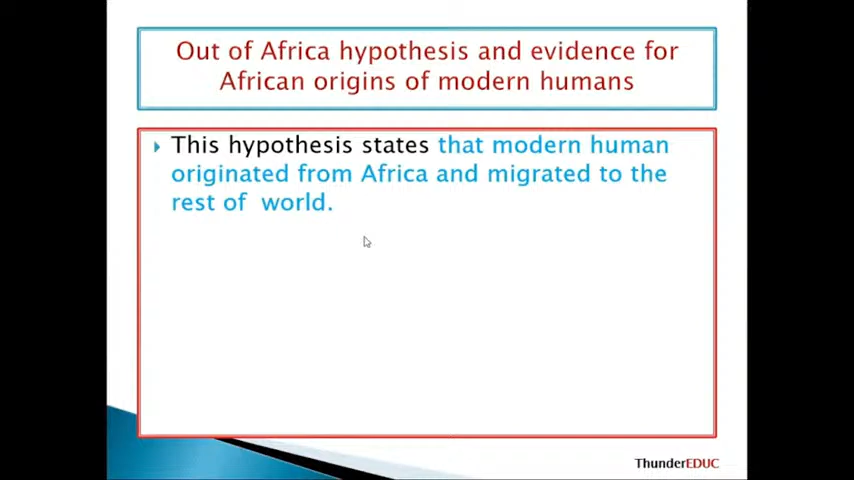 Out of Africa hypothesis and evidence for
African origins of modern humans
This hypothesis states that modern human
originated from Africa and migrated to the
rest of world.
ThunderEDUC